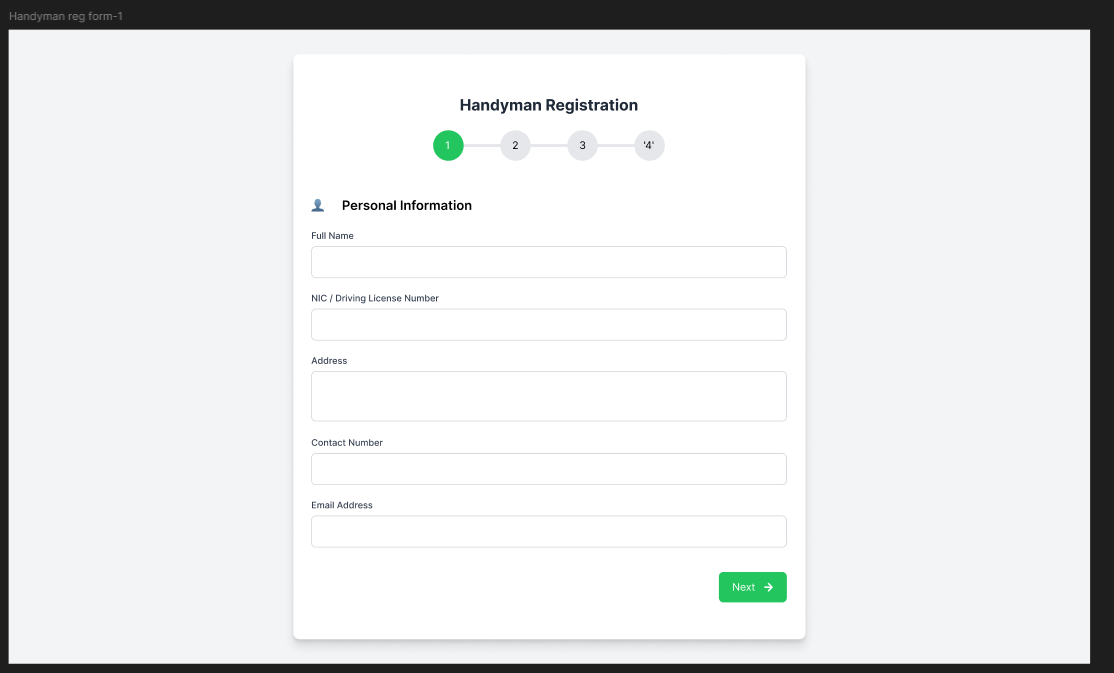 Handyman reg form-1
Handyman Registration
1 2 3 '4'
Personal Information
Full Name
NIC / Driving License Number
Address
Contact Number
Email Address
Next →